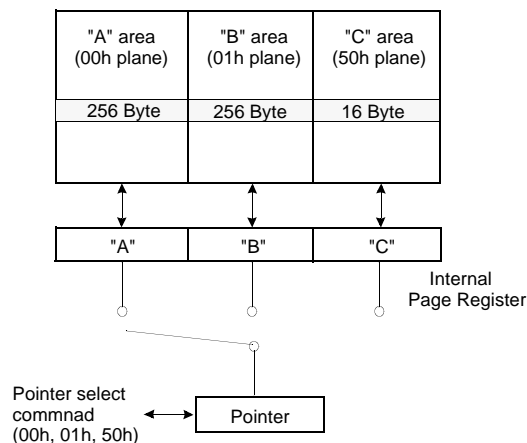 "A" area
(00h plane)
"B" area
(01h plane)
"C" area
(50h plane)
256 Byte
256 Byte
16 Byte
"A"
"B"
"C"
Internal
Page Register
Pointer select
commnad
(00h, 01h, 50h)
Pointer